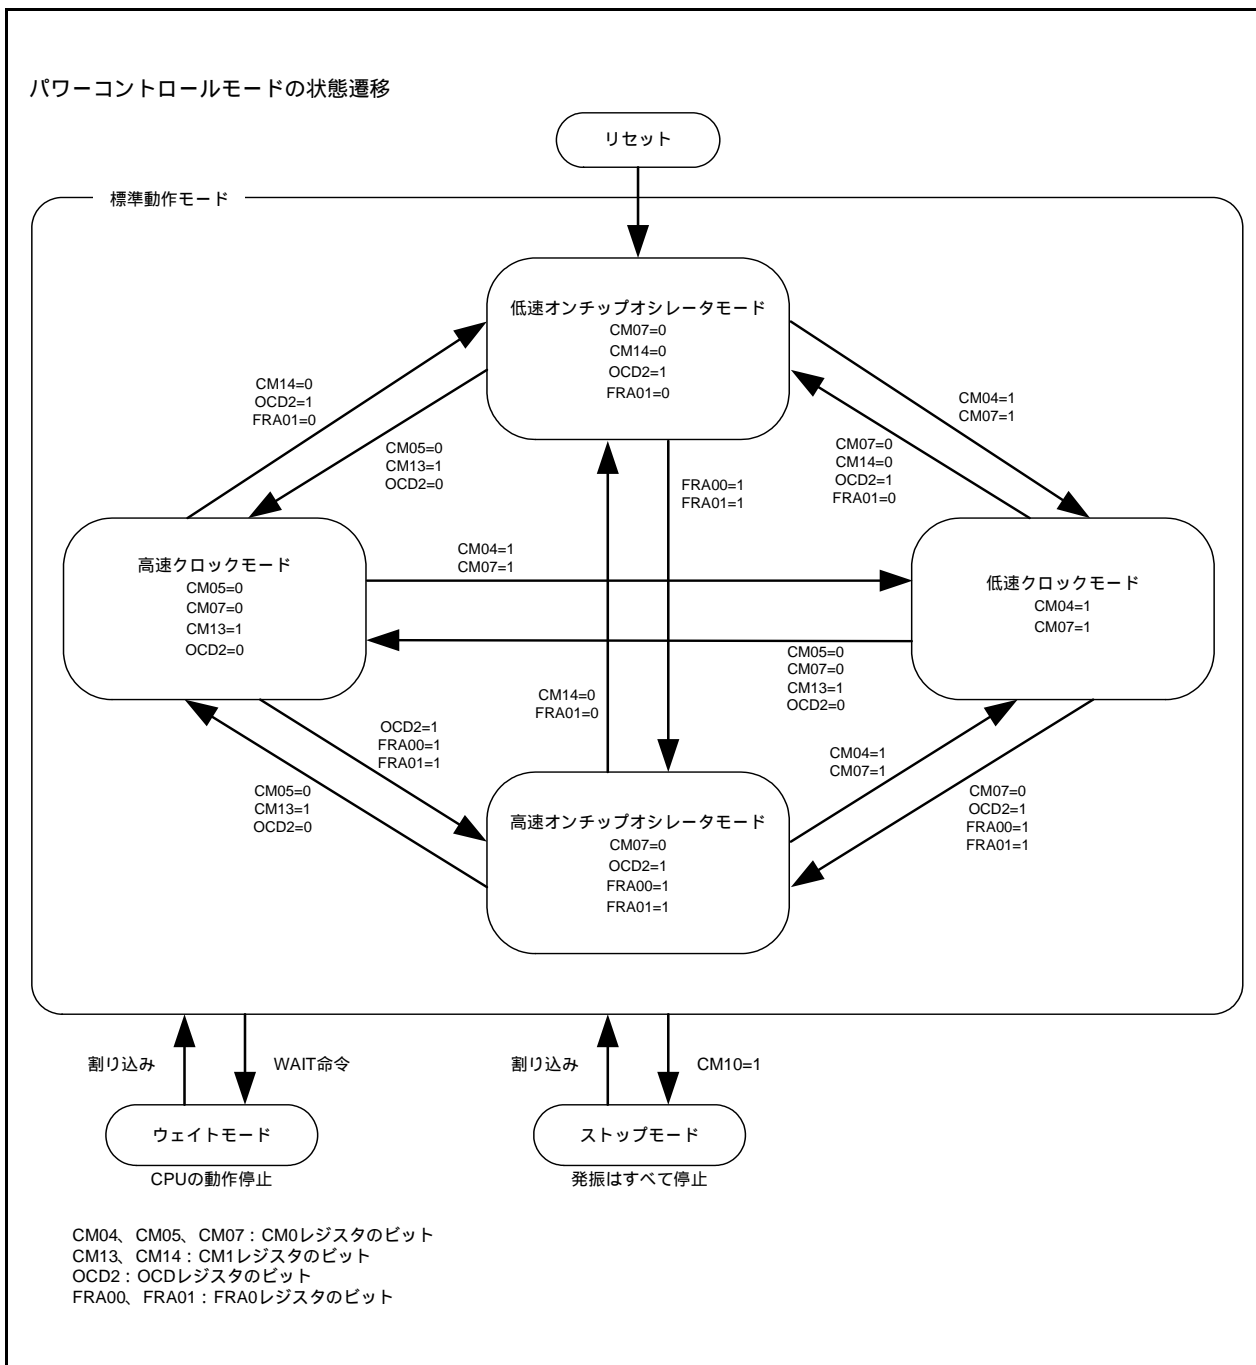 パワーコントロールモードの状態遷移
リセット
標準動作モード
低速オンチップオシレータモード
CM07=0
CM14=0
OCD2=1
FRA01=0
CM14=0
OCD2=1
FRA01=0
CM05=0
CM13=1
OCD2=0
CM04=1
CM07=1
CM07=0
CM14=0
OCD2=1
FRA01=0
FRA00=1
FRA01=1
高速クロックモード
CM05=0
CM07=0
CM13=1
OCD2=0
CM04=1
CM07=1
低速クロックモード
CM04=1
CM07=1
CM05=0
CM07=0
CM13=1
OCD2=0
CM14=0
FRA01=0
OCD2=1
FRA00=1
FRA01=1
CM05=0
CM13=1
OCD2=0
CM04=1
CM07=1
CM07=0
OCD2=1
FRA00=1
FRA01=1
高速オンチップオシレータモード
CM07=0
OCD2=1
FRA00=1
FRA01=1
割り込み
WAIT命令
割り込み
CM10=1
ウェイトモード
ストップモード
CPUの動作停止
発振はすべて停止
CM04、CM05、CM07：CM0レジスタのビット
CM13、CM14：CM1レジスタのビット
OCD2：OCDレジスタのビット
FRA00、FRA01：FRA0レジスタのビット